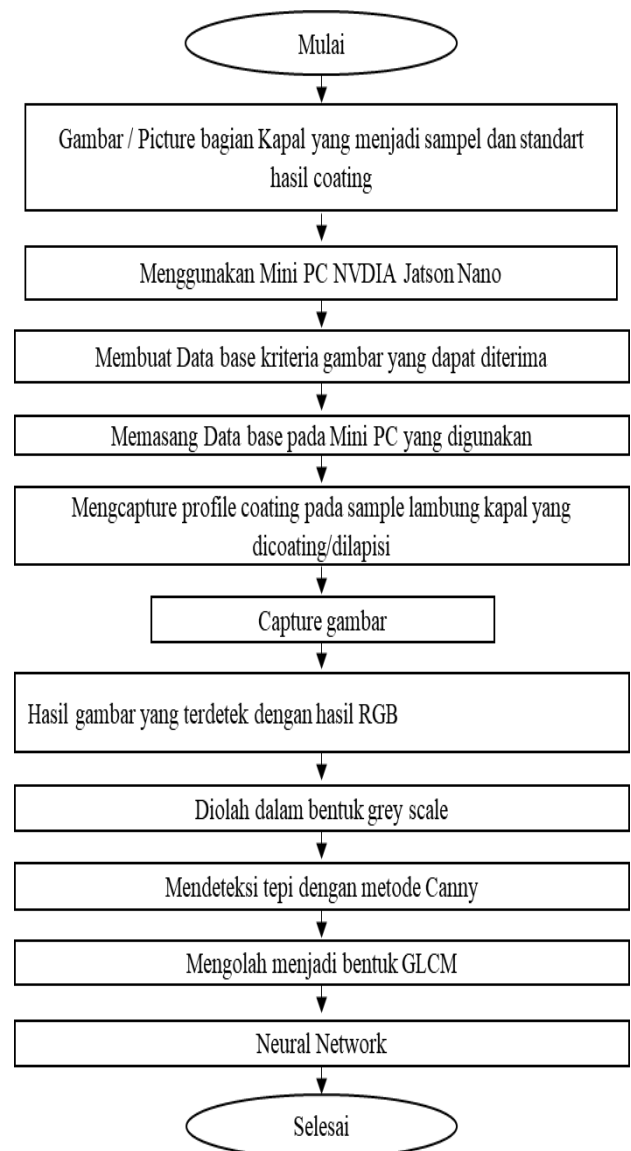 Mulai
Gambar / Picture bagian Kapal yang menjadi sampel dan standart
hasil coating
Menggunakan Mini PC NVDIA Jatson Nano
Membuat Data base kriteria gambar yang dapat diterima
Memasang Data base pada Mini PC yang digunakan
Mengcapture profile coating pada sample lambung kapal yang
dicoating/dilapisi
Capture gambar
Hasil gambar yang terdetek dengan hasil RGB
Diolah dalam bentuk grey scale
Mendeteksi tepi dengan metode Canny
Mengolah menjadi bentuk GLCM
Neural Network
Selesai